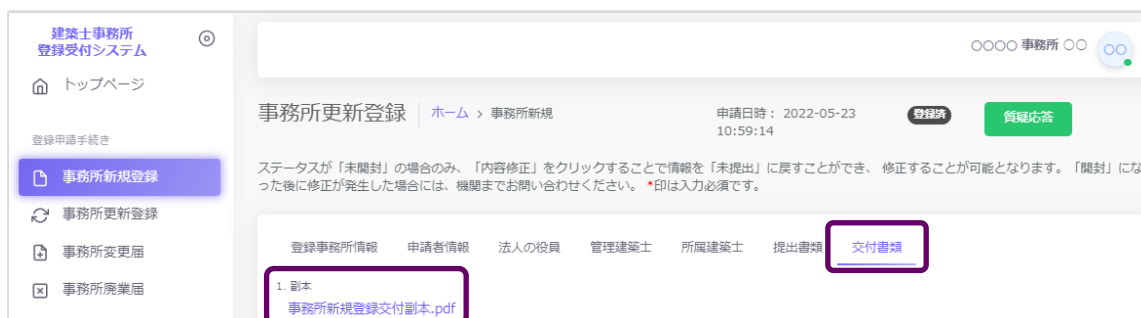 建築士事務所
登録受付システム
○○○○ 事務所 ○○
○○
トップページ
事務所更新登録
ホーム > 事務所新規
申請日時： 2022-05-23
10:59:14
登録済
質疑応答
登録申請手続き
ステータスが「未開封」の場合のみ、「内容修正」をクリックすることで情報を「未提出」に戻すことができ、 修正することが可能となります。「開封」にな
った後に修正が発生した場合には、機関までお問い合わせください。 *印は入力必須です。
事務所新規登録
事務所更新登録
事務所変更届
事務所廃業届
登録事務所情報 申請者情報 法人の役員 管理建築士 所属建築士 提出書類 交付書類
1. 副本
事務所新規登録交付副本.pdf